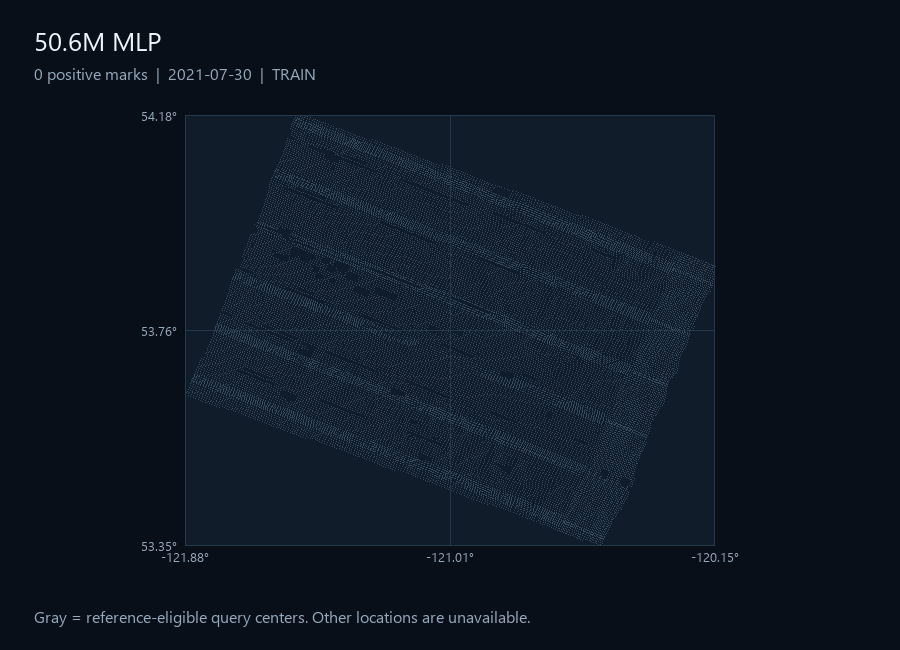 50.6M MLP
0 positive marks | 2021-07-30 | TRAIN
54.18°
53.76°
53.35°
-121.88°
-121.01°
-120.15°
Gray = reference-eligible query centers. Other locations are unavailable.